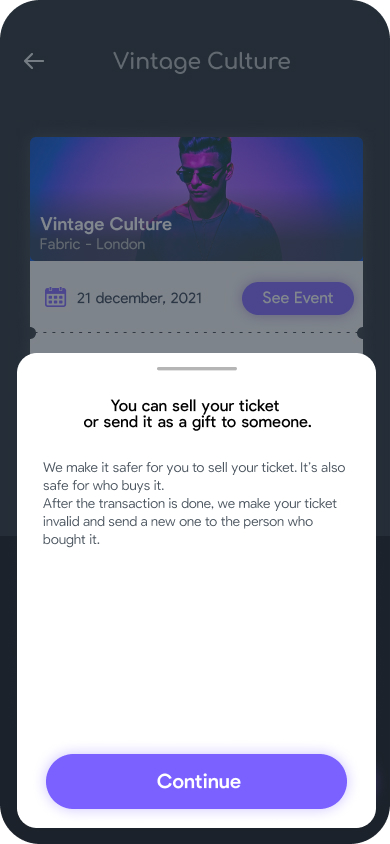 Vintage Culture
Vintage Culture
Fabric - London
21 december, 2021
See Event
You can sell your ticket
or send it as a gift to someone.
We make it safer for you to sell your ticket. It's also
safe for who buys it.
After the transaction is done, we make your ticket
invalid and send a new one to the person who
bought it.
Continue